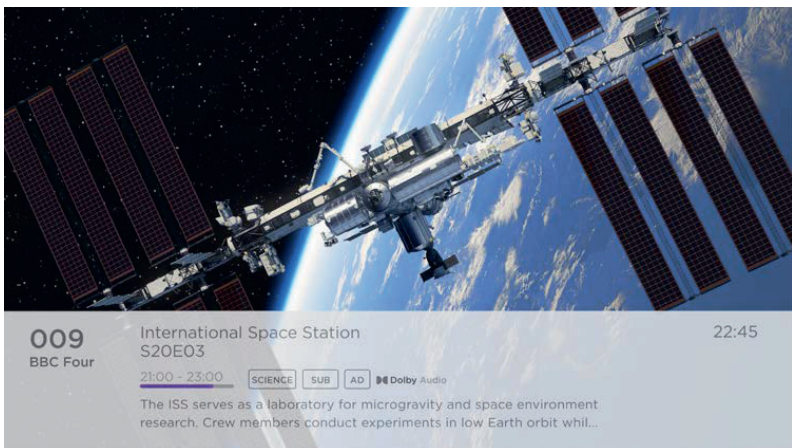 009
BBC Four
International Space Station
S20E03
22:45
21:00 - 23:00
SCIENCE
SUB
AD
Dolby Audio
The ISS serves as a laboratory for microgravity and space environment
research. Crew members conduct experiments in low Earth orbit whil...